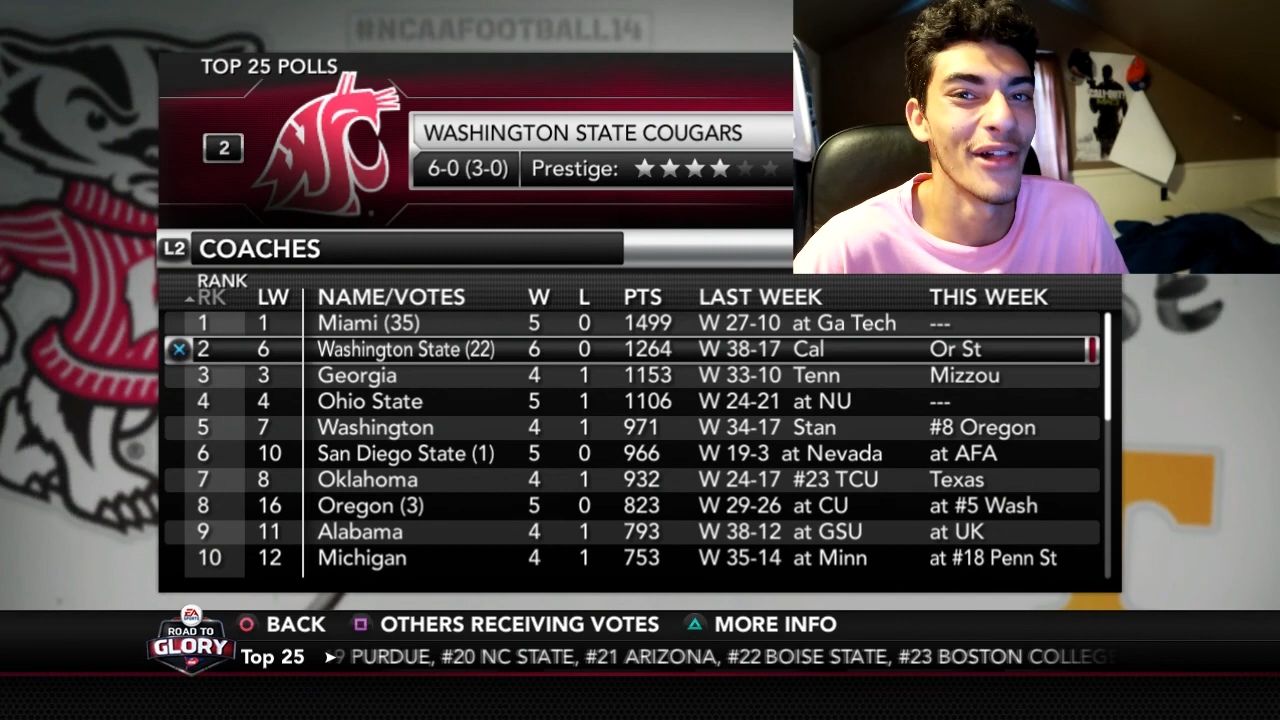 #NCAAFOOTBALL14
TOP 25 POLLS
2
WASHINGTON STATE COUGARS
6-0 (3-0) Prestige:
L2 COACHES
RANK
RK LW NAME/VOTES W L PTS LAST WEEK THIS WEEK
1 1 Miami (35) 5 0 1499 W 27-10 at Ga Tech ---
2 6 Washington State (22) 6 0 1264 W 38-17 Cal Or St
3 3 Georgia 4 1 1153 W 33-10 Tenn Mizzou
4 4 Ohio State 5 1 1106 W 24-21 at NU ---
5 7 Washington 4 1 971 W 34-17 Stan #8 Oregon
6 10 San Diego State (1) 5 0 966 W 19-3 at Nevada at AFA
7 8 Oklahoma 4 1 932 W 24-17 #23 TCU Texas
8 16 Oregon (3) 5 0 823 W 29-26 at CU at #5 Wash
9 11 Alabama 4 1 793 W 38-12 at GSU at UK
10 12 Michigan 4 1 753 W 35-14 at Minn at #18 Penn St
BACK OTHERS RECEIVING VOTES MORE INFO
EA SPORTS
ROAD TO
GLORY
Top 25 9 PURDUE, #20 NC STATE, #21 ARIZONA, #22 BOISE STATE, #23 BOSTON COLLEGE
CALL OF DUTY